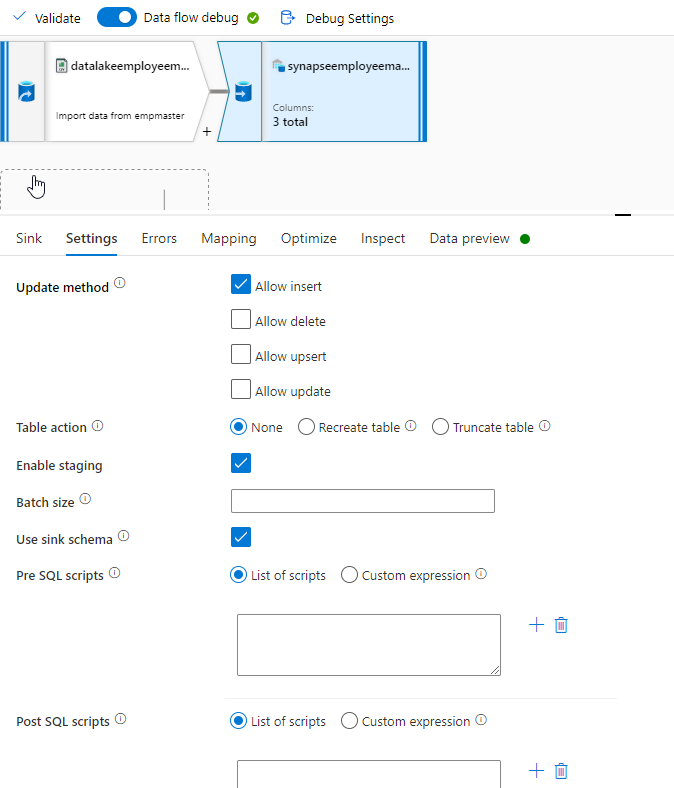 Validate Data flow debug Debug Settings
datalakeemployeem...
Import data from empmaster
+
synapseemployeema...
Columns:
3 total
Sink Settings Errors Mapping Optimize Inspect Data preview
Update method Allow insert
Allow delete
Allow upsert
Allow update
Table action None Recreate table Truncate table
Enable staging
Batch size
Use sink schema
Pre SQL scripts List of scripts Custom expression
Post SQL scripts List of scripts Custom expression